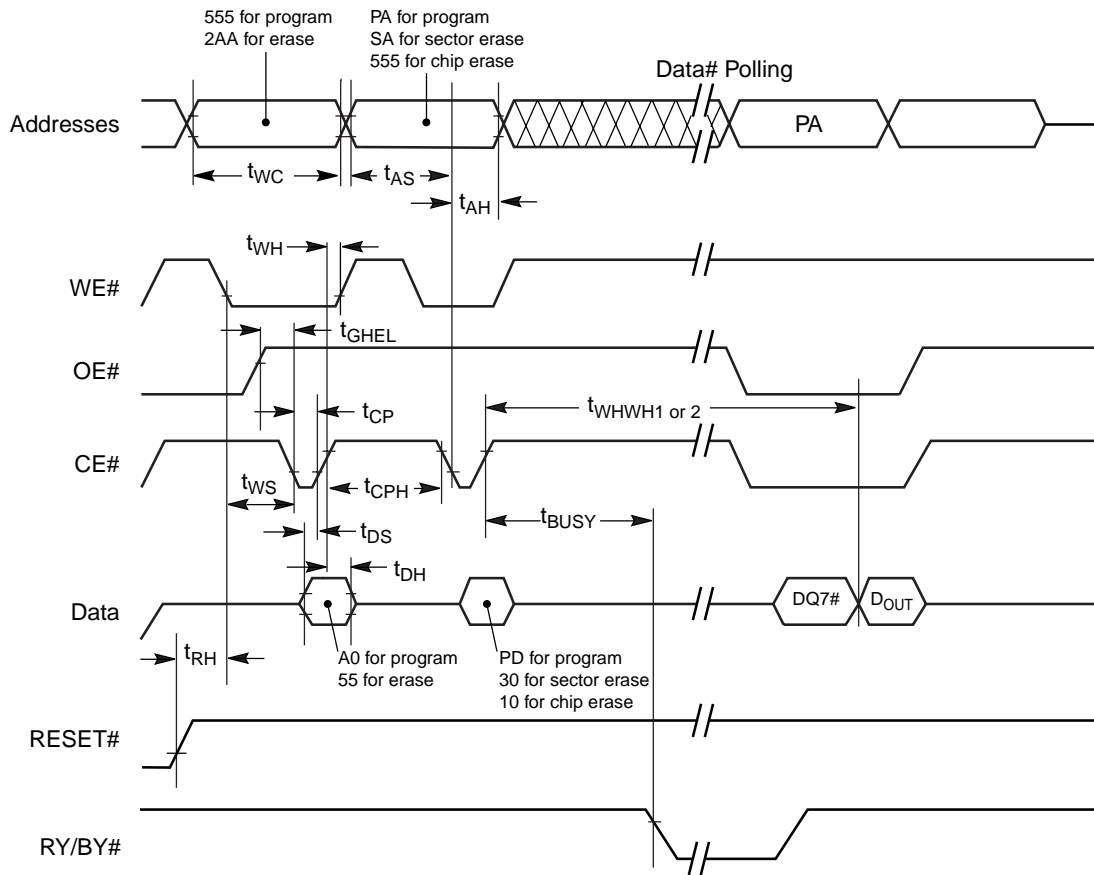 555 for program
2AA for erase
PA for program
SA for sector erase
555 for chip erase
Data# Polling
Addresses
PA
tWC
tAS
tAH
tWH
WE#
tGHEL
OE#
tWHWH1 or 2
tCP
CE#
tWS
tCPH
tBUSY
tDS
tDH
Data
DQ7#
DOUT
tRH
A0 for program
55 for erase
PD for program
30 for sector erase
10 for chip erase
RESET#
RY/BY#